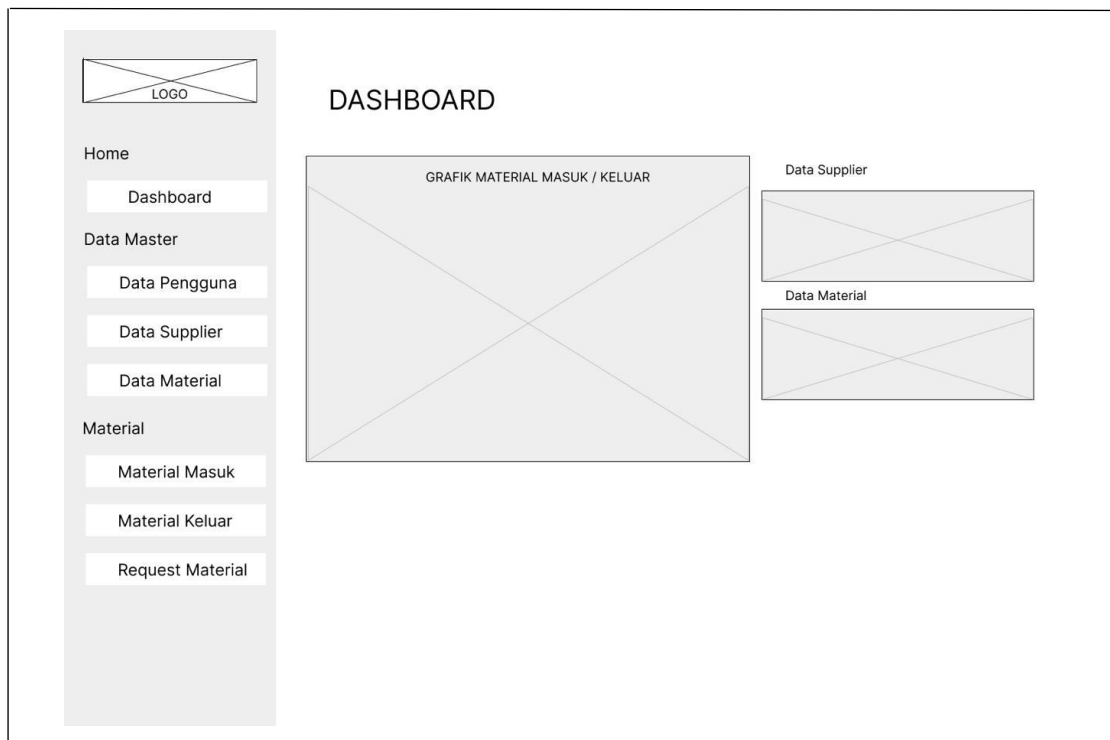 LOGO
Home
Dashboard
Data Master
Data Pengguna
Data Supplier
Data Material
Material
Material Masuk
Material Keluar
Request Material
DASHBOARD
GRAFIK MATERIAL MASUK / KELUAR
Data Supplier
Data Material